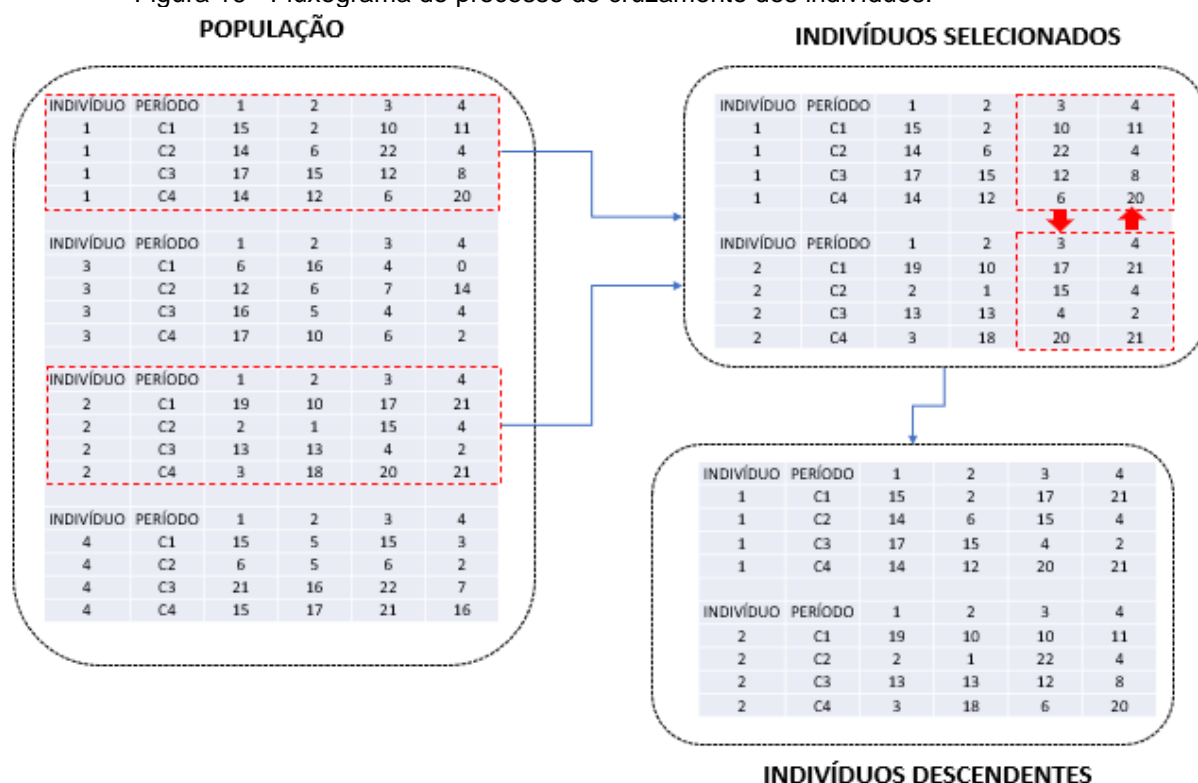 Figura 16 - Fluxograma do processo de cruzamento dos indivíduos.
POPULAÇÃO
INDIVÍDUO PERÍODO 1 2 3 4
1 C1 15 2 10 11
1 C2 14 6 22 4
1 C3 17 15 12 8
1 C4 14 12 6 20
INDIVÍDUO PERÍODO 1 2 3 4
3 C1 6 16 4 0
3 C2 12 6 7 14
3 C3 16 5 4 4
3 C4 17 10 6 2
INDIVÍDUO PERÍODO 1 2 3 4
2 C1 19 10 17 21
2 C2 2 1 15 4
2 C3 13 13 4 2
2 C4 3 18 20 21
INDIVÍDUO PERÍODO 1 2 3 4
4 C1 15 5 15 3
4 C2 6 5 6 2
4 C3 21 16 22 7
4 C4 15 17 21 16
INDIVÍDUOS SELECIONADOS
INDIVÍDUO PERÍODO 1 2 3 4
1 C1 15 2 10 11
1 C2 14 6 22 4
1 C3 17 15 12 8
1 C4 14 12 6 20
INDIVÍDUO PERÍODO 1 2 3 4
2 C1 19 10 17 21
2 C2 2 1 15 4
2 C3 13 13 4 2
2 C4 3 18 20 21
INDIVÍDUO PERÍODO 1 2 3 4
1 C1 15 2 17 21
1 C2 14 6 15 4
1 C3 17 15 4 2
1 C4 14 12 20 21
INDIVÍDUO PERÍODO 1 2 3 4
2 C1 19 10 10 11
2 C2 2 1 22 4
2 C3 13 13 12 8
2 C4 3 18 6 20
INDIVÍDUOS DESCENDENTES